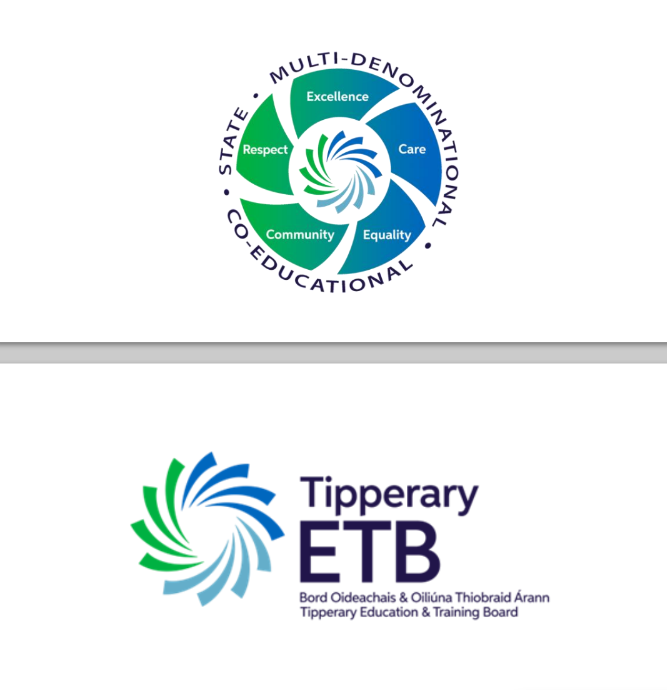 STATE • MULTI-DENOMINATIONAL • CO-EDUCATIONAL •
Excellence
Respect
Care
Community
Equality
Tipperary
ETB
Bord Oideachais & Oiliúna Thiobraid Árann
Tipperary Education & Training Board